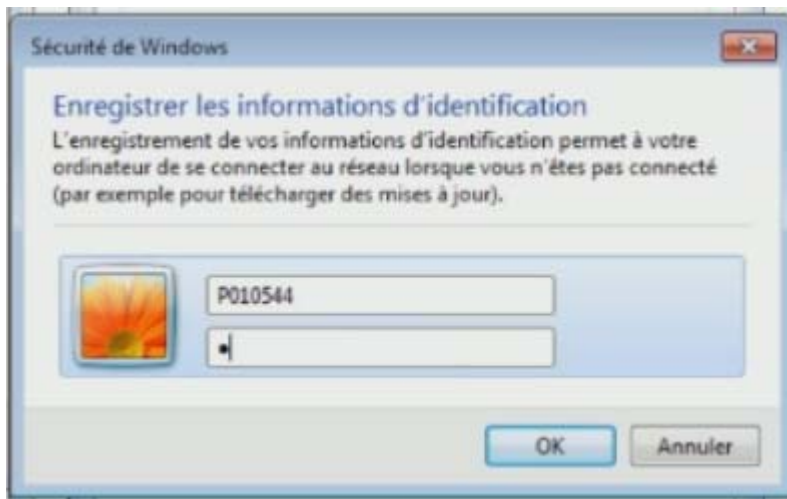 Sécurité de Windows
Enregistrer les informations d'identification
L'enregistrement de vos informations d'identification permet à votre
ordinateur de se connecter au réseau lorsque vous n'êtes pas connecté
(par exemple pour télécharger des mises à jour).
P010544
●
OK
Annuler